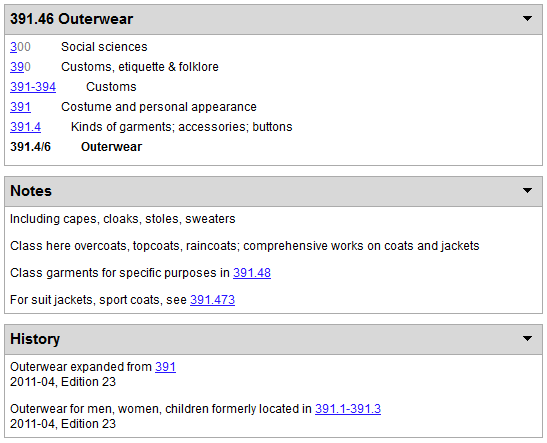 391.46 Outerwear
300 Social sciences
390 Customs, etiquette & folklore
391-394 Customs
391 Costume and personal appearance
391.4 Kinds of garments; accessories; buttons
391.4/6 Outerwear
Notes
Including capes, cloaks, stoles, sweaters
Class here overcoats, topcoats, raincoats; comprehensive works on coats and jackets
Class garments for specific purposes in 391.48
For suit jackets, sport coats, see 391.473
History
Outerwear expanded from 391
2011-04, Edition 23
Outerwear for men, women, children formerly located in 391.1-391.3
2011-04, Edition 23